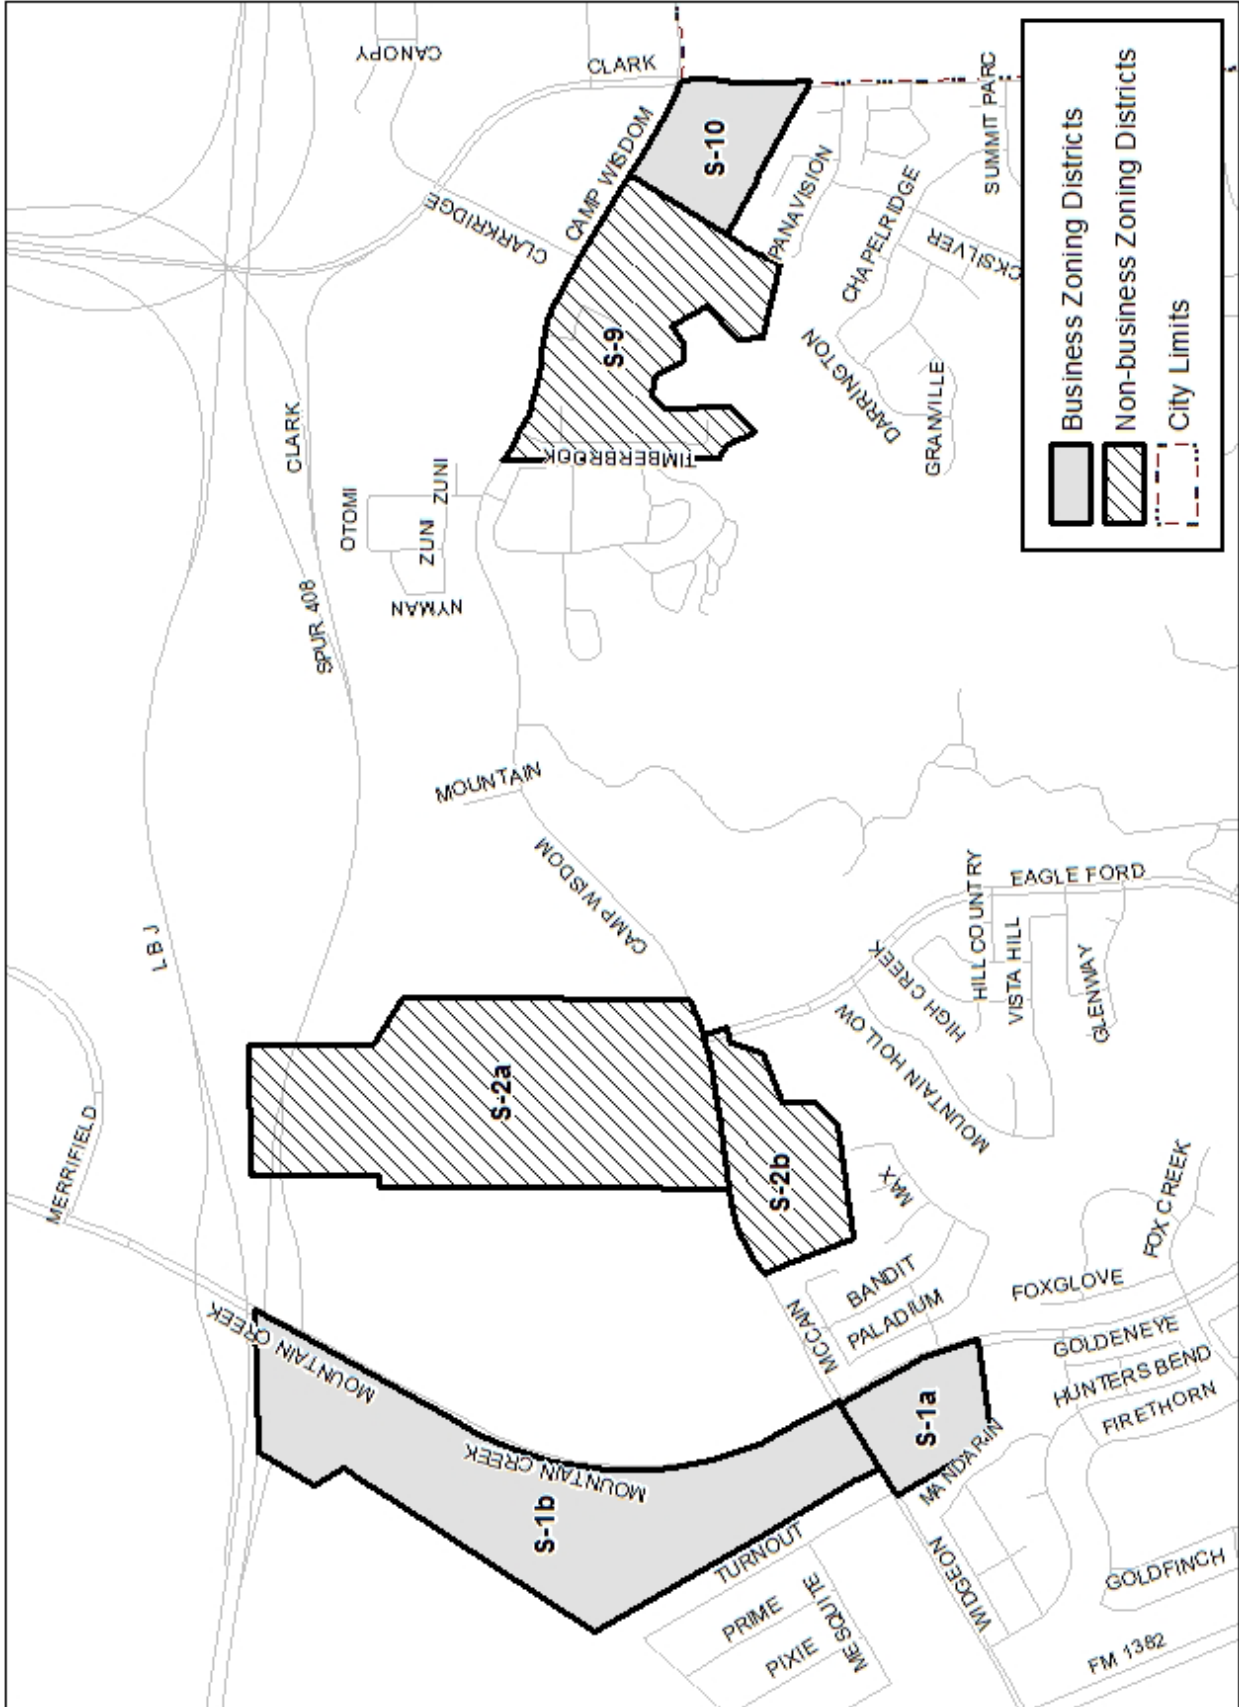 MERRIFIELD
L B J
MOUNTAIN CREEK
CLARK
SPUR 408
OTOMI
CANOPY
NYMAN
ZUNI
ZUNI
CLARKRIDGE
MOUNTAIN
MOUNTAIN CREEK
S-1b
S-2a
CAMP WISDOM
CAMP WISDOM
CLARK
S-9
TIMBERBROOK
S-10
TURNOUT
PRIME
PIXIE
MESQUITE
S-2b
MCCAIN
PANAVISION
BANDIT
MAX
PALADIUM
MOUNTAIN HOLLOW
HIGH CREEK
DARRINGTON
CHAPELRIDGE
GRANVILLE
CKSILVER
S-1a
MANDARIN
WIDGEON
HILL COUNTRY
VISTA HILL
SUMMIT PARC
EAGLE FORD
GLENWAY
FOXGLOVE
GOLDENEYE
HUNTERS BEND
FIRETHORN
FOX CREEK
GOLDFINCH
FM 1382
Business Zoning Districts
Non-business Zoning Districts
City Limits